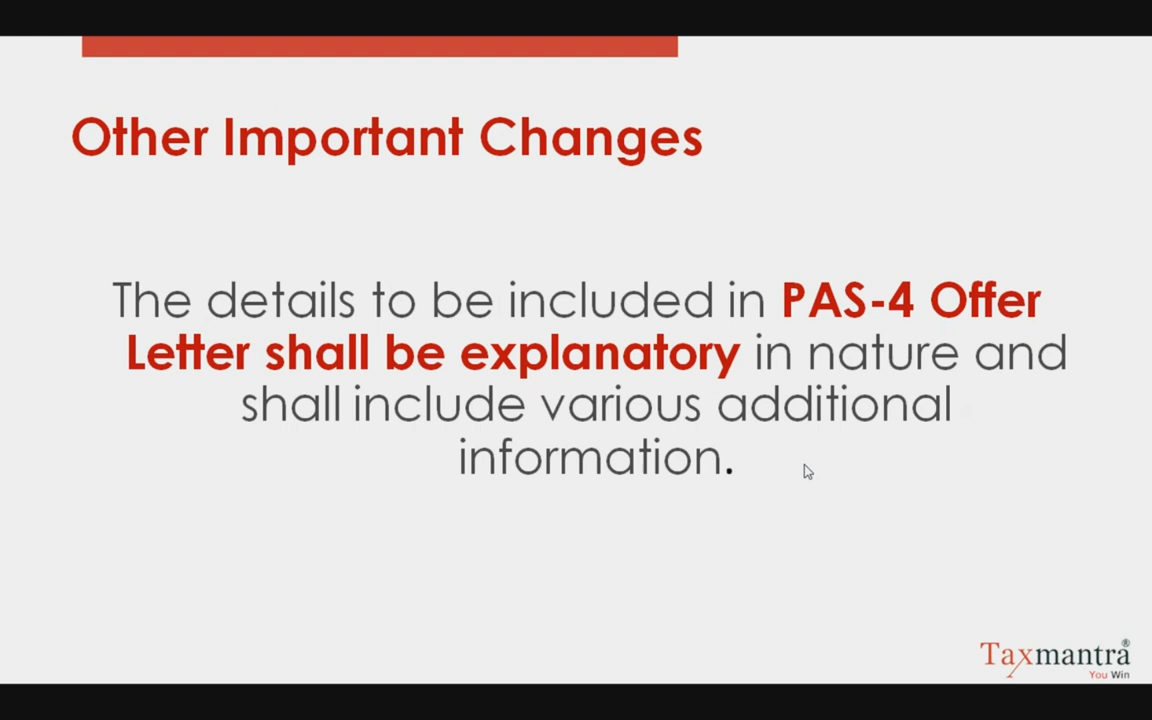 Other Important Changes
The details to be included in PAS-4 Offer
Letter shall be explanatory in nature and
shall include various additional
information.
Taxmantra®
You Win